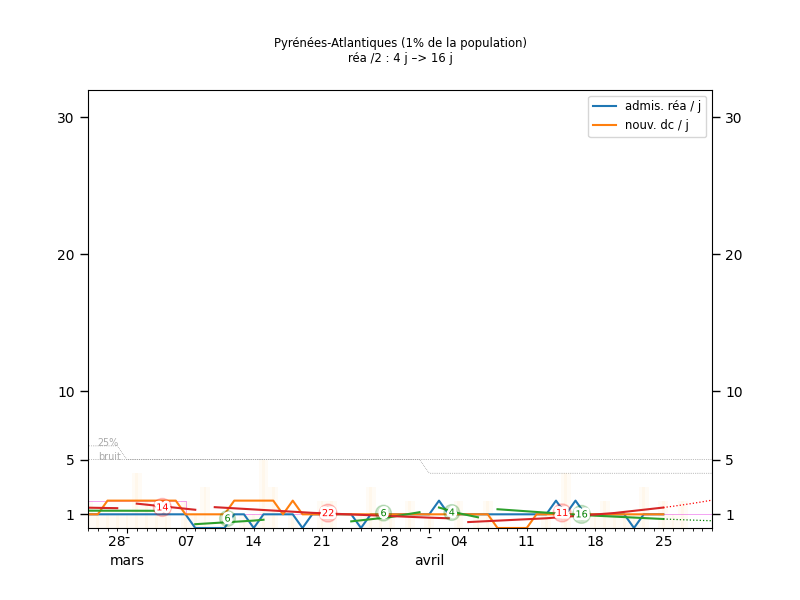 Pyrénées-Atlantiques (1% de la population)
réa /2 : 4 j –> 16 j
admis. réa / j
nouv. dc / j
30 30
20 20
10 10
25%
bruit
5 5
14 6 22 6 4 11 16
1 1
28 07 14 21 28 04 11 18 25
mars avril